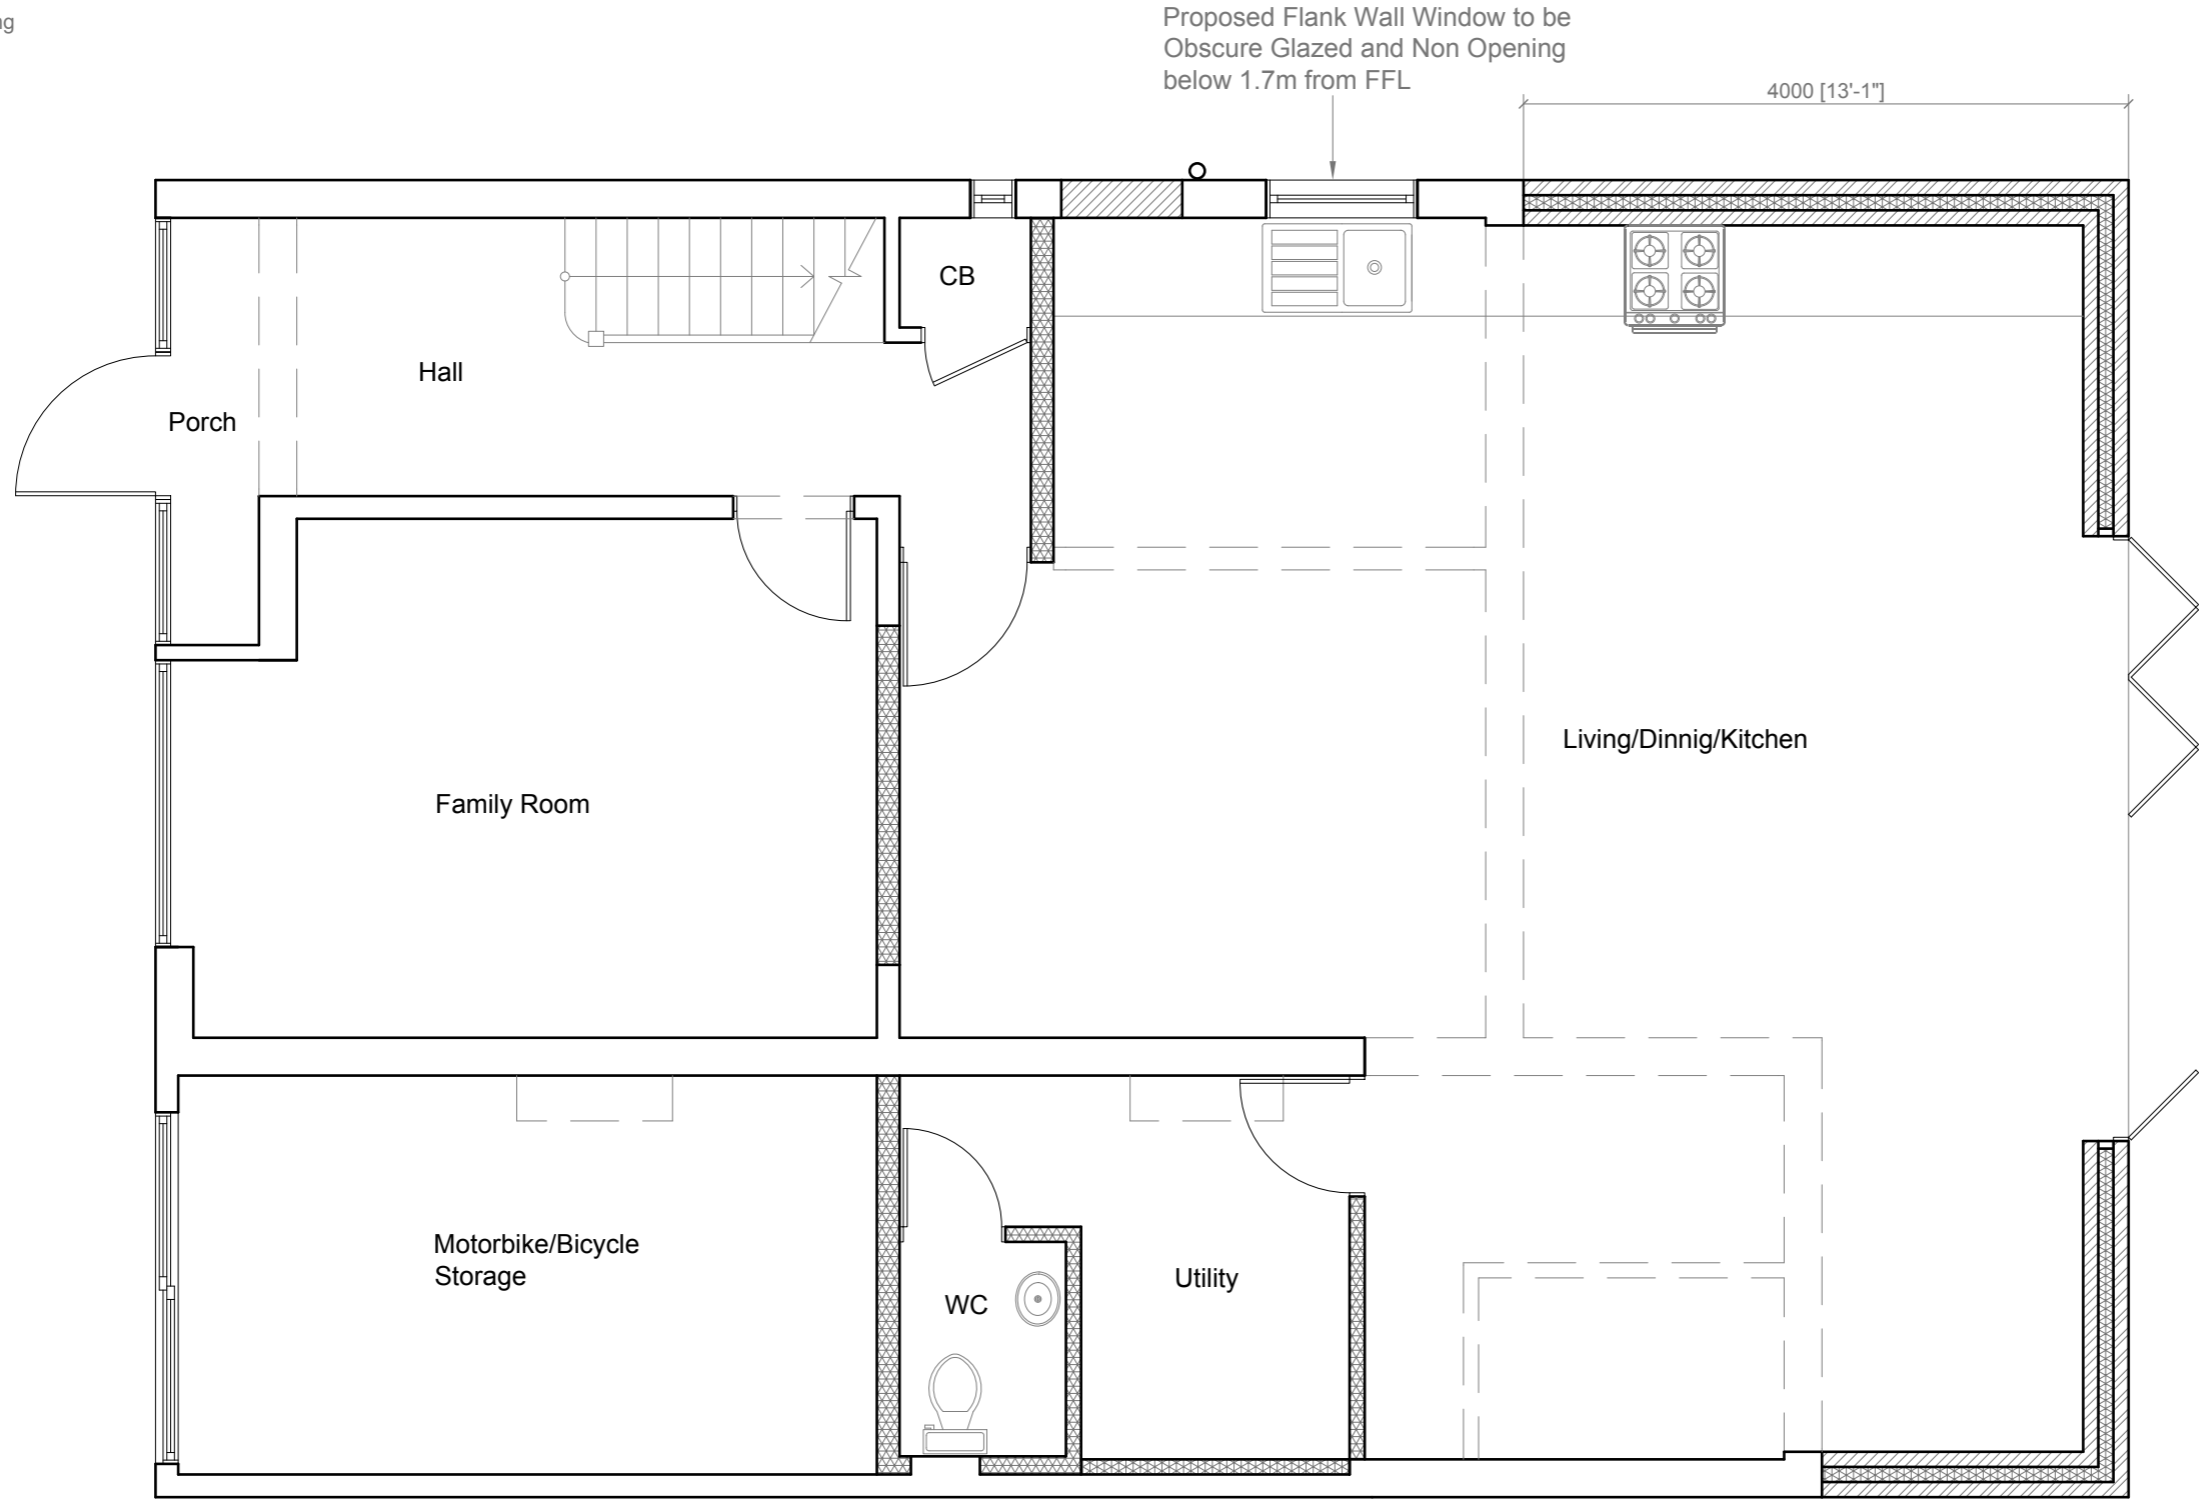 Proposed Flank Wall Window to be
Obscure Glazed and Non Opening
below 1.7m from FFL
4000 [13'-1"]
CB
Hall
Porch
Living/Dinnig/Kitchen
Family Room
Motorbike/Bicycle
Storage
WC
Utility